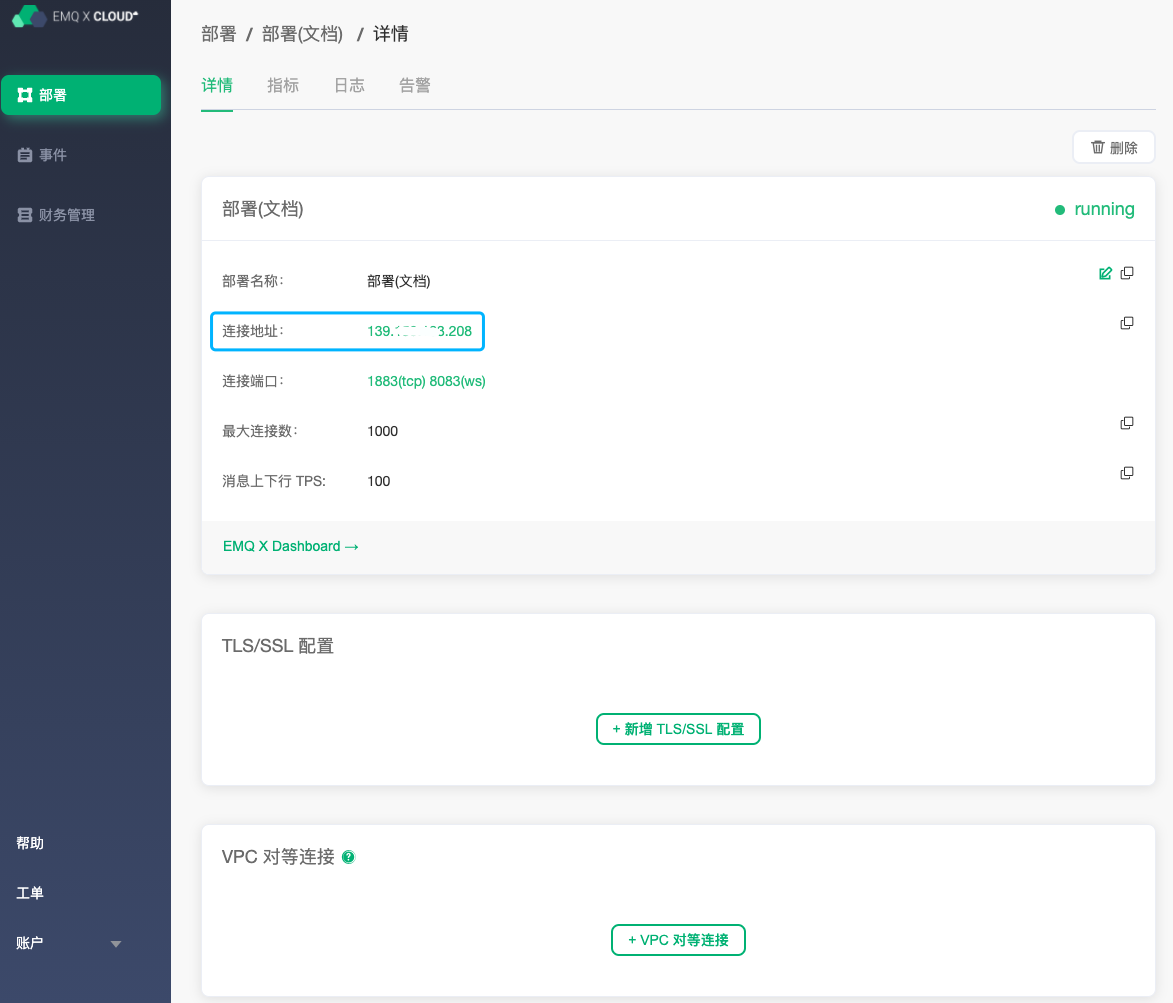 EMQ X CLOUD
部署 / 部署(文档) / 详情
部署
详情 指标 日志 告警
事件
删除
财务管理
部署(文档) running
部署名称: 部署(文档)
连接地址: 139. .208
连接端口: 1883(tcp) 8083(ws)
最大连接数: 1000
消息上下行 TPS: 100
EMQ X Dashboard →
TLS/SSL 配置
+ 新增 TLS/SSL 配置
VPC 对等连接 ?
+ VPC 对等连接
帮助
工单
账户